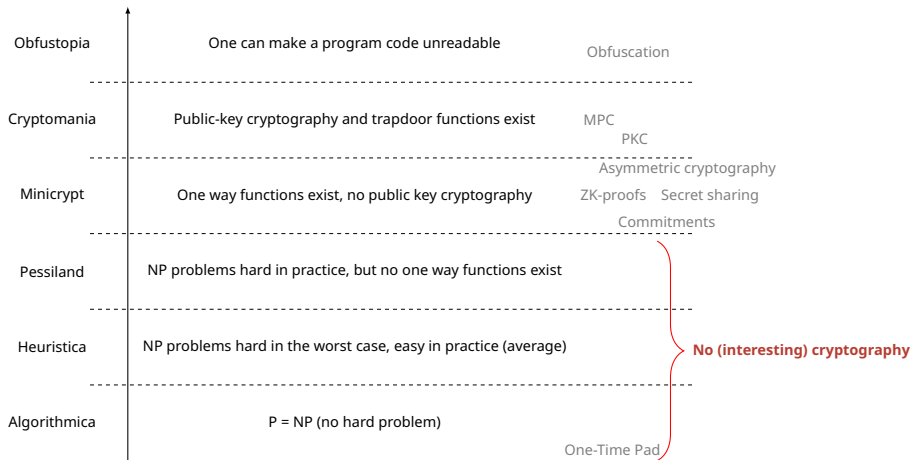 Obfustopia
One can make a program code unreadable
Obfuscation
Cryptomania
Public-key cryptography and trapdoor functions exist
MPC
PKC
Asymmetric cryptography
Minicrypt
One way functions exist, no public key cryptography
ZK-proofs
Secret sharing
Commitments
Pessiland
NP problems hard in practice, but no one way functions exist
Heuristica
NP problems hard in the worst case, easy in practice (average)
No (interesting) cryptography
Algorithmica
P = NP (no hard problem)
One-Time Pad